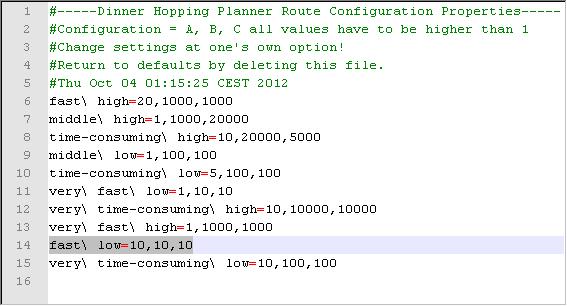 1 #-----Dinner Hopping Planner Route Configuration Properties-----
2 #Configuration = A, B, C all values have to be higher than 1
3 #Change settings at one's own option!
4 #Return to defaults by deleting this file.
5 #Thu Oct 04 01:15:25 CEST 2012
6 fast\ high=20,1000,1000
7 middle\ high=1,1000,20000
8 time-consuming\ high=10,20000,5000
9 middle\ low=1,100,100
10 time-consuming\ low=5,100,100
11 very\ fast\ low=1,10,10
12 very\ time-consuming\ high=10,10000,10000
13 very\ fast\ high=1,1000,1000
14 fast\ low=10,10,10
15 very\ time-consuming\ low=10,100,100
16